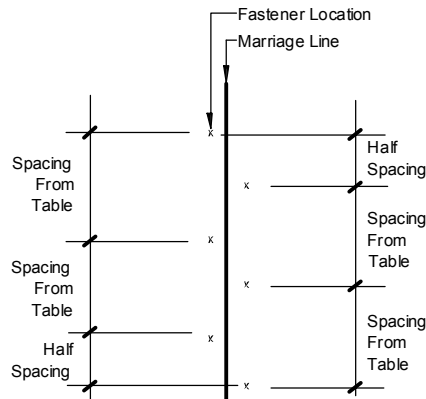 Fastener Location
Marriage Line
Half
Spacing
Spacing
From
Table
x
x
Spacing
From
Table
x
Spacing
From
Table
x
Spacing
From
Table
x
Half
Spacing
x